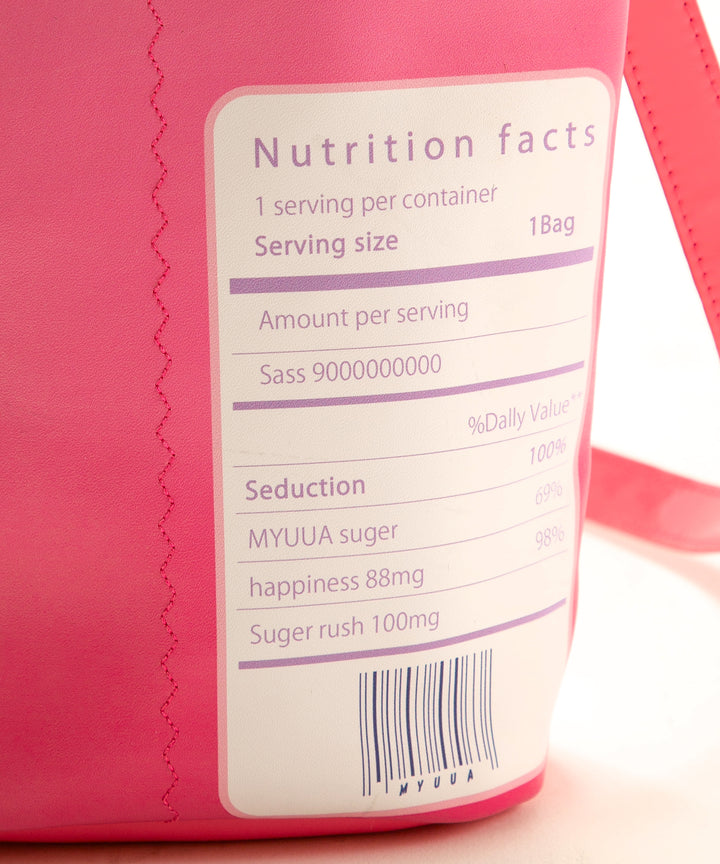 Nutrition facts
1 serving per container
Serving size 1Bag
Amount per serving
Sass 9000000000
%Dally Value**
Seduction 100%
MYUUA suger 69%
happiness 88mg 98%
Suger rush 100mg
MYUUA